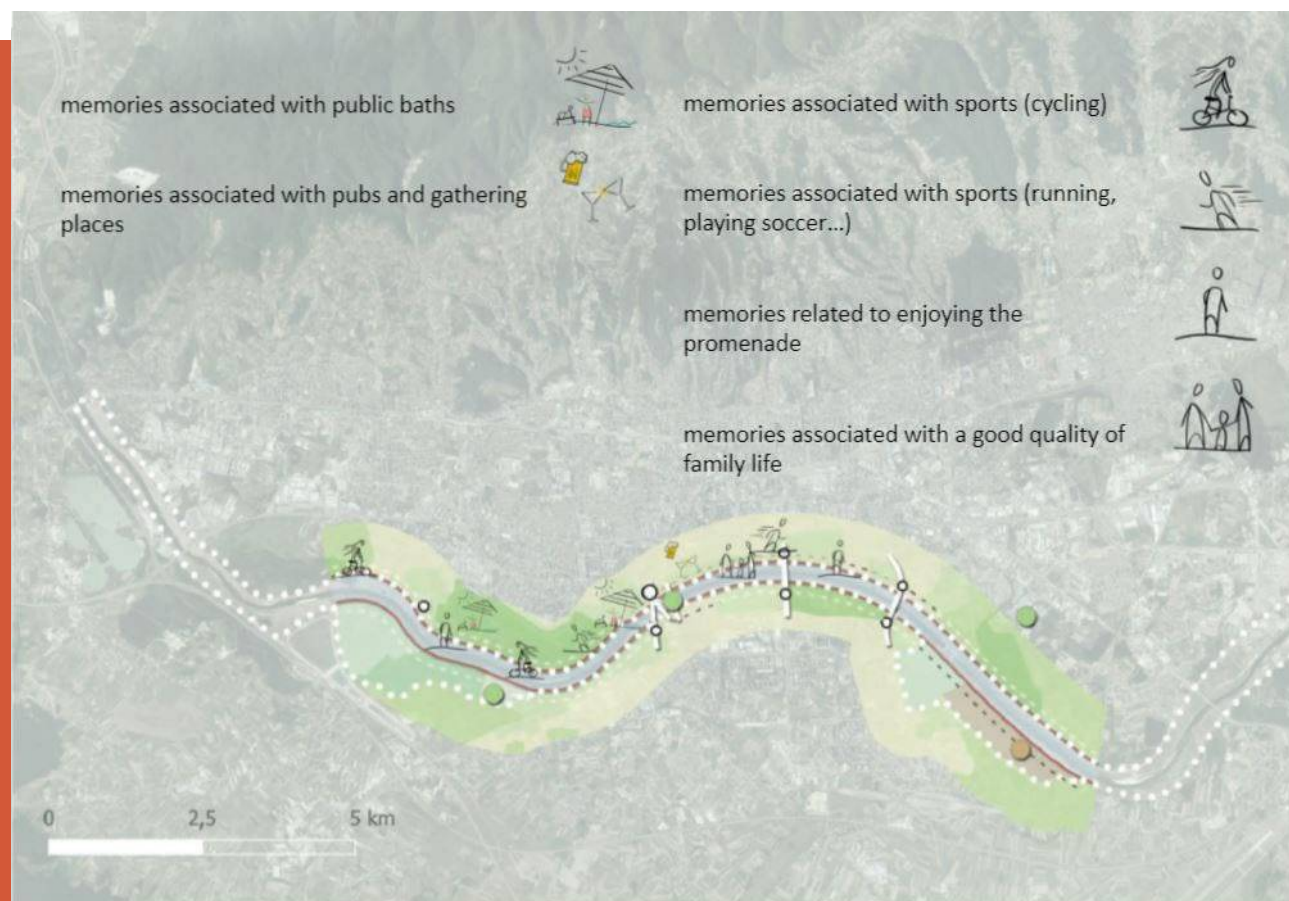 memories associated with public baths
memories associated with pubs and gathering
places
memories associated with sports (cycling)
memories associated with sports (running,
playing soccer...)
memories related to enjoying the
promenade
memories associated with a good quality of
family life
0 2,5 5 km